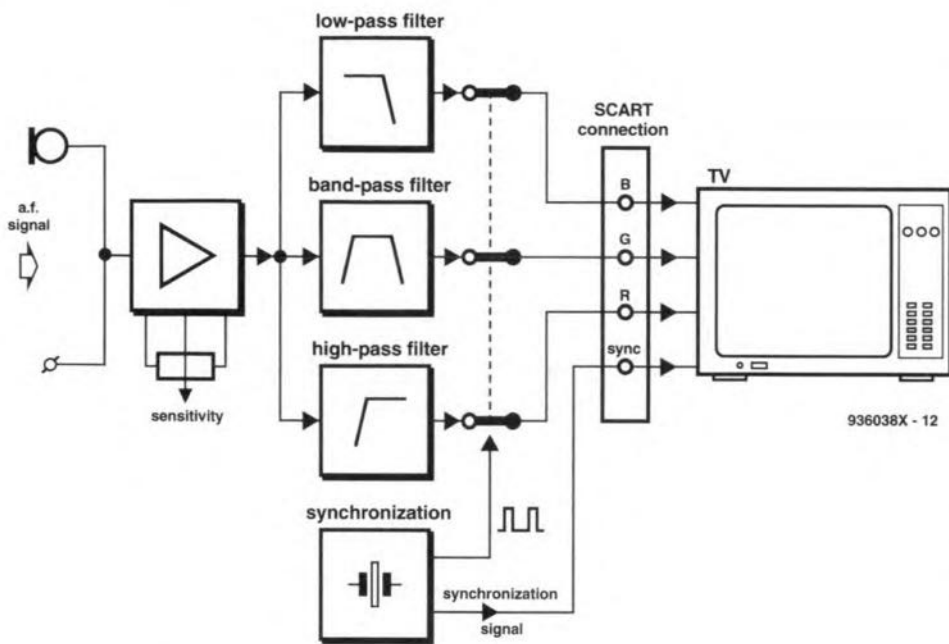 low-pass filter
SCART
connection
TV
a.f.
signal
band-pass filter
B
G
R
sync
high-pass filter
sensitivity
936038X - 12
synchronization
synchronization
signal